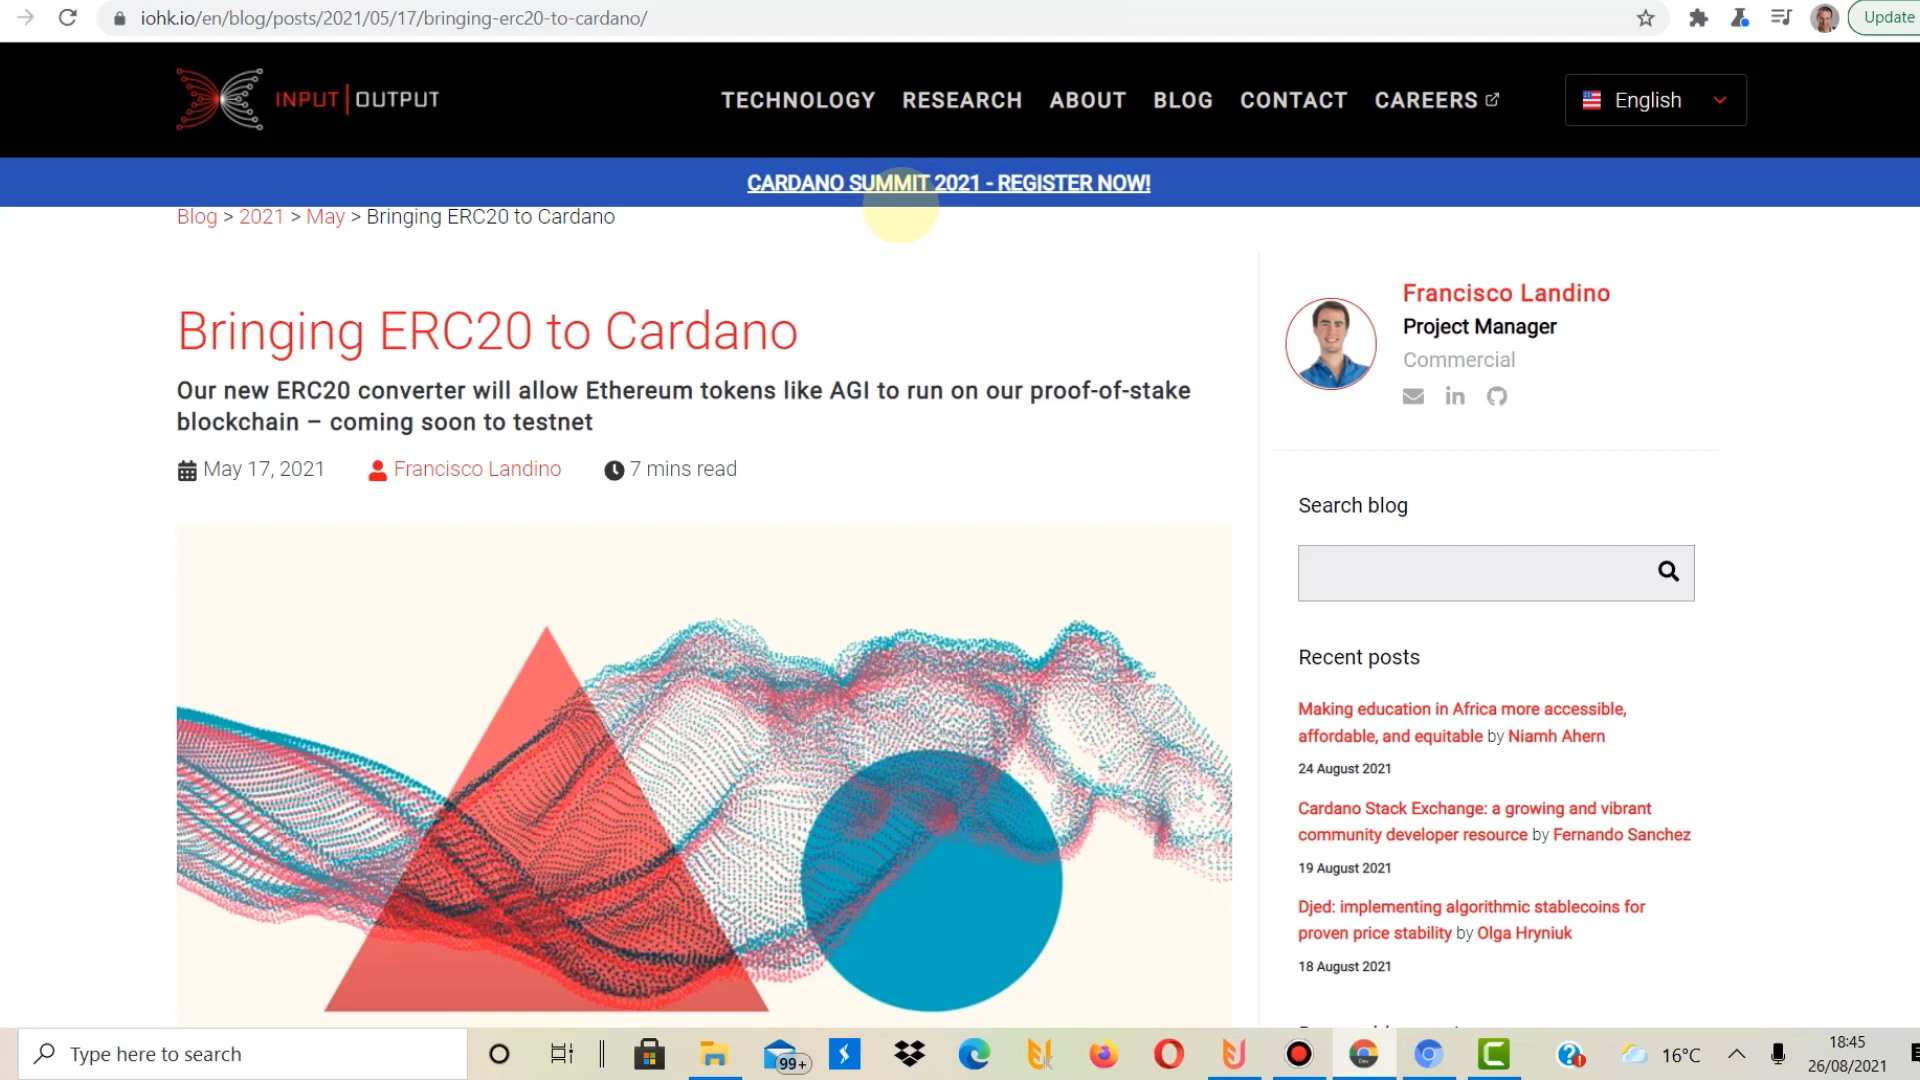 iohk.io/en/blog/posts/2021/05/17/bringing-erc20-to-cardano/
Update
INPUT|OUTPUT
TECHNOLOGY RESEARCH ABOUT BLOG CONTACT CAREERS
English
CARDANO SUMMIT 2021 - REGISTER NOW!
Blog > 2021 > May > Bringing ERC20 to Cardano
Bringing ERC20 to Cardano
Our new ERC20 converter will allow Ethereum tokens like AGI to run on our proof-of-stake
blockchain – coming soon to testnet
May 17, 2021 Francisco Landino 7 mins read
Francisco Landino
Project Manager
Commercial
Search blog
Recent posts
Making education in Africa more accessible,
affordable, and equitable by Niamh Ahern
24 August 2021
Cardano Stack Exchange: a growing and vibrant
community developer resource by Fernando Sanchez
19 August 2021
Djed: implementing algorithmic stablecoins for
proven price stability by Olga Hryniuk
18 August 2021
Type here to search
99+
Dev
16°C
18:45
26/08/2021